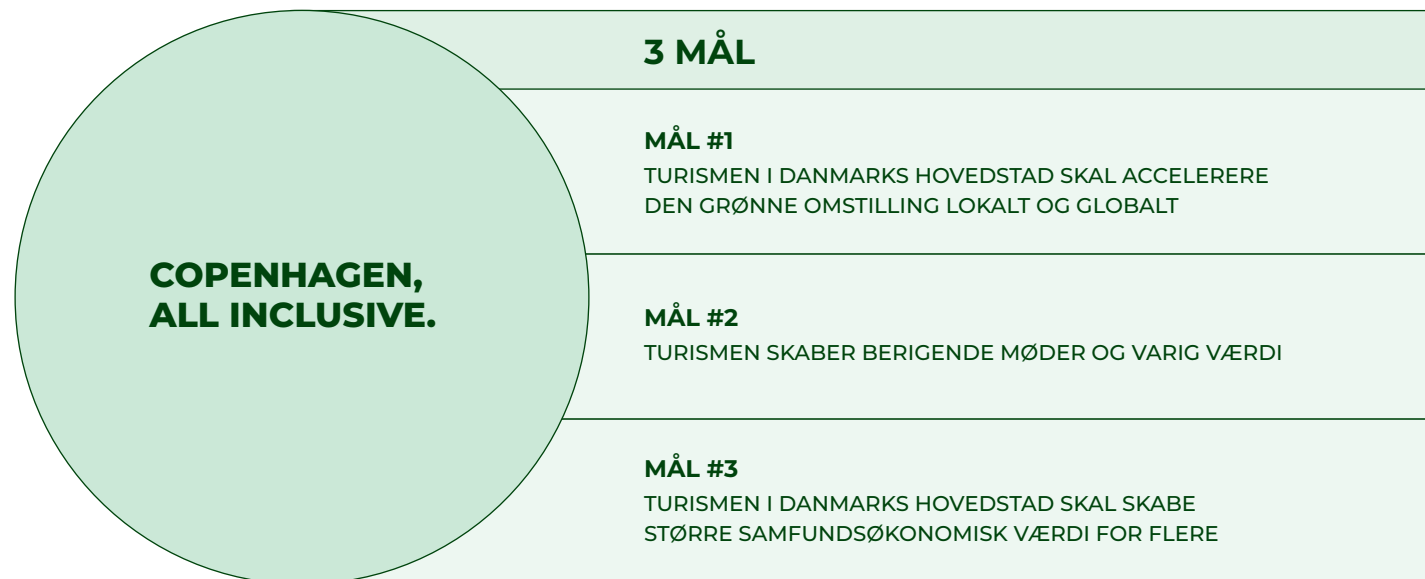 COPENHAGEN,
ALL INCLUSIVE.
3 MÅL
MÅL #1
TURISMEN I DANMARKS HOVEDSTAD SKAL ACCELERERE
DEN GRØNNE OMSTILLING LOKALT OG GLOBALT
MÅL #2
TURISMEN SKABER BERIGENDE MØDER OG VARIG VÆRDI
MÅL #3
TURISMEN I DANMARKS HOVEDSTAD SKAL SKABE
STØRRE SAMFUNDSØKONOMISK VÆRDI FOR FLERE